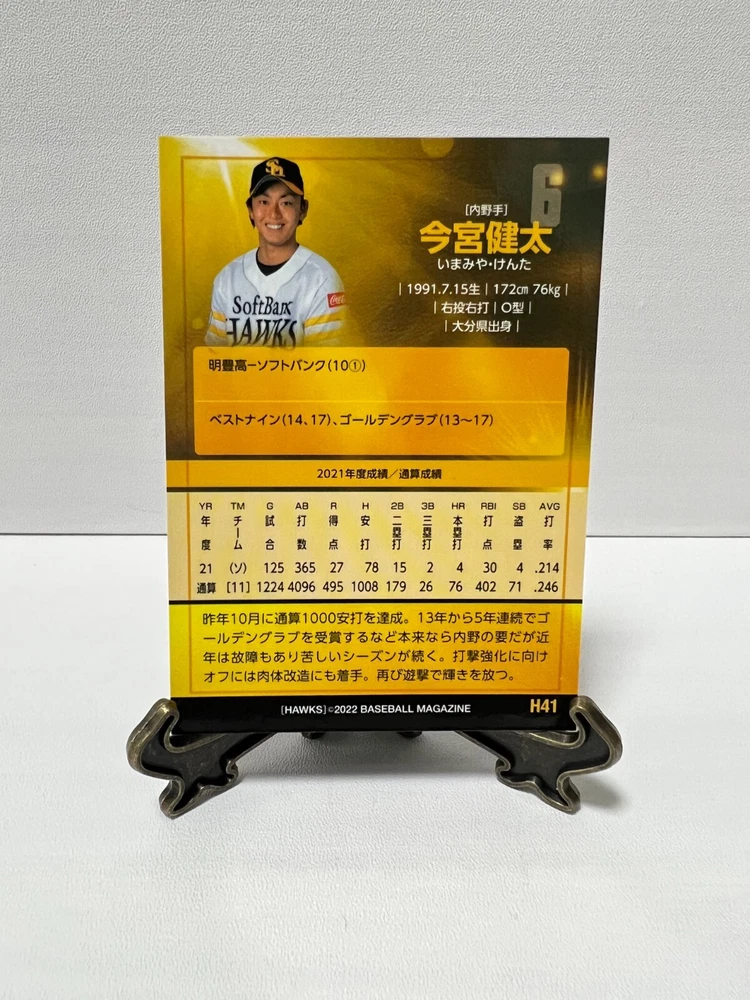 6
[内野手]
今宮健太
いまみや・けんた
| 1991.7.15生 | 172㎝ 76㎏ |
| 右投右打 | O型 |
| 大分県出身 |
SoftBank
HAWKS
明豊高ーソフトバンク(10①)
ベストナイン(14、17)、ゴールデングラブ(13〜17)
2021年度成績／通算成績
YR TM G AB R H 2B 3B HR RBI SB AVG
年度 チーム 試合 打数 得点 安打 二塁打 三塁打 本塁打 打点 盗塁 打率
21 (ソ) 125 365 27 78 15 2 4 30 4 .214
通算 [11] 1224 4096 495 1008 179 26 76 402 71 .246
昨年10月に通算1000安打を達成。13年から5年連続でゴ
ールデングラブを受賞するなど本来なら内野の要だが近
年は故障もあり苦しいシーズンが続く。打撃強化に向け
オフには肉体改造にも着手。再び遊撃で輝きを放つ。
[HAWKS]©2022 BASEBALL MAGAZINE H41